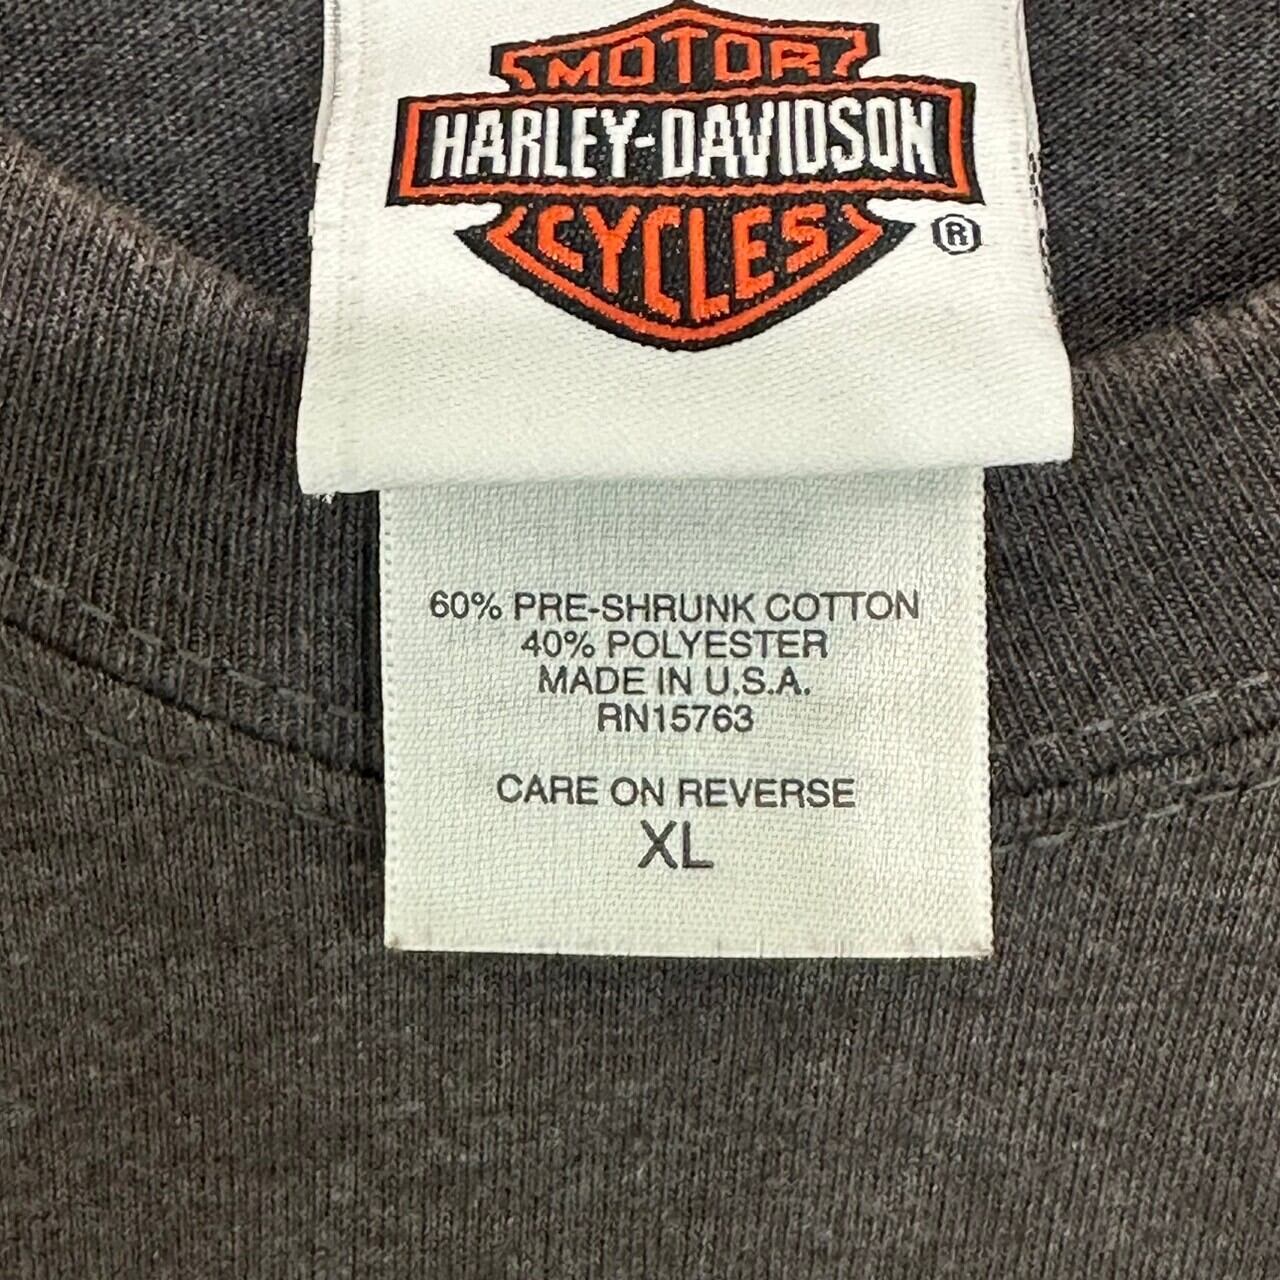 MOTOR
HARLEY-DAVIDSON
CYCLES
®
60% PRE-SHRUNK COTTON
40% POLYESTER
MADE IN U.S.A.
RN15763
CARE ON REVERSE
XL